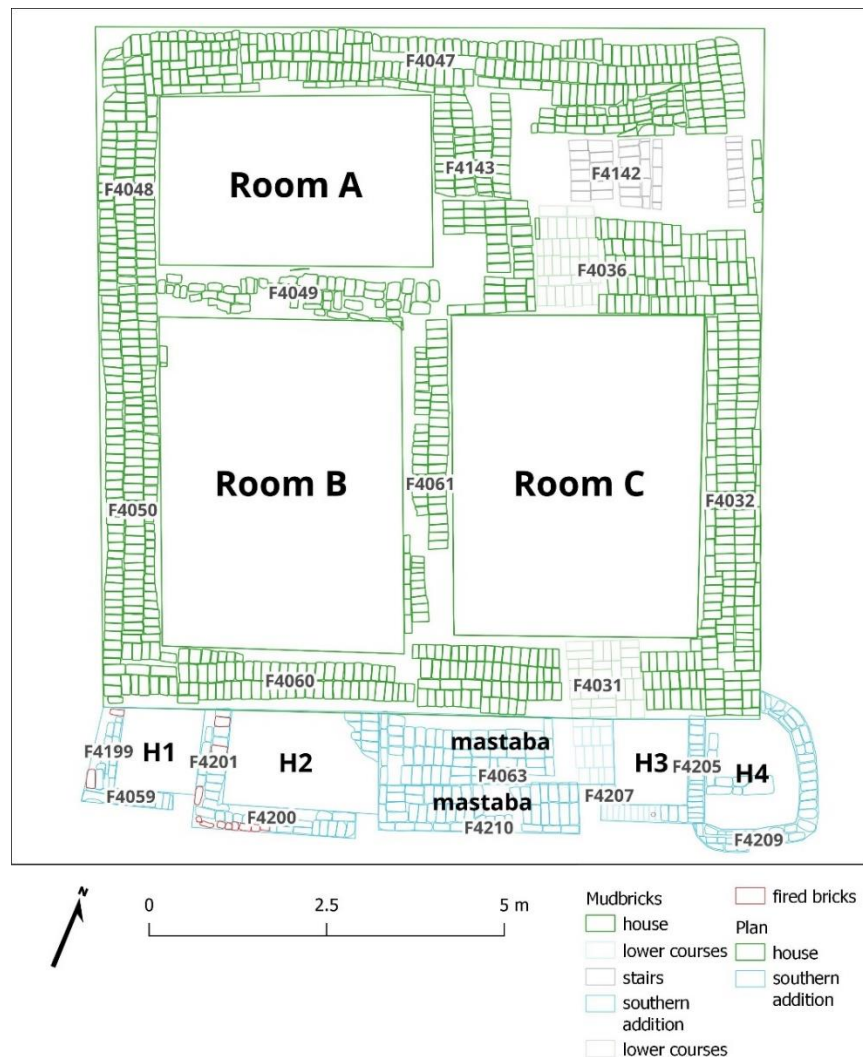 F4047
Room A
F4048
F4143
F4142
F4049
F4036
Room B
F4061
Room C
F4050
F4032
F4060
F4031
F4199
H1
F4201
H2
mastaba
H3
F4205
H4
F4063
F4059
mastaba
F4207
F4200
F4210
F4209
N
0
2.5
5 m
Mudbricks
house
lower courses
stairs
southern
addition
lower courses
fired bricks
Plan
house
southern
addition